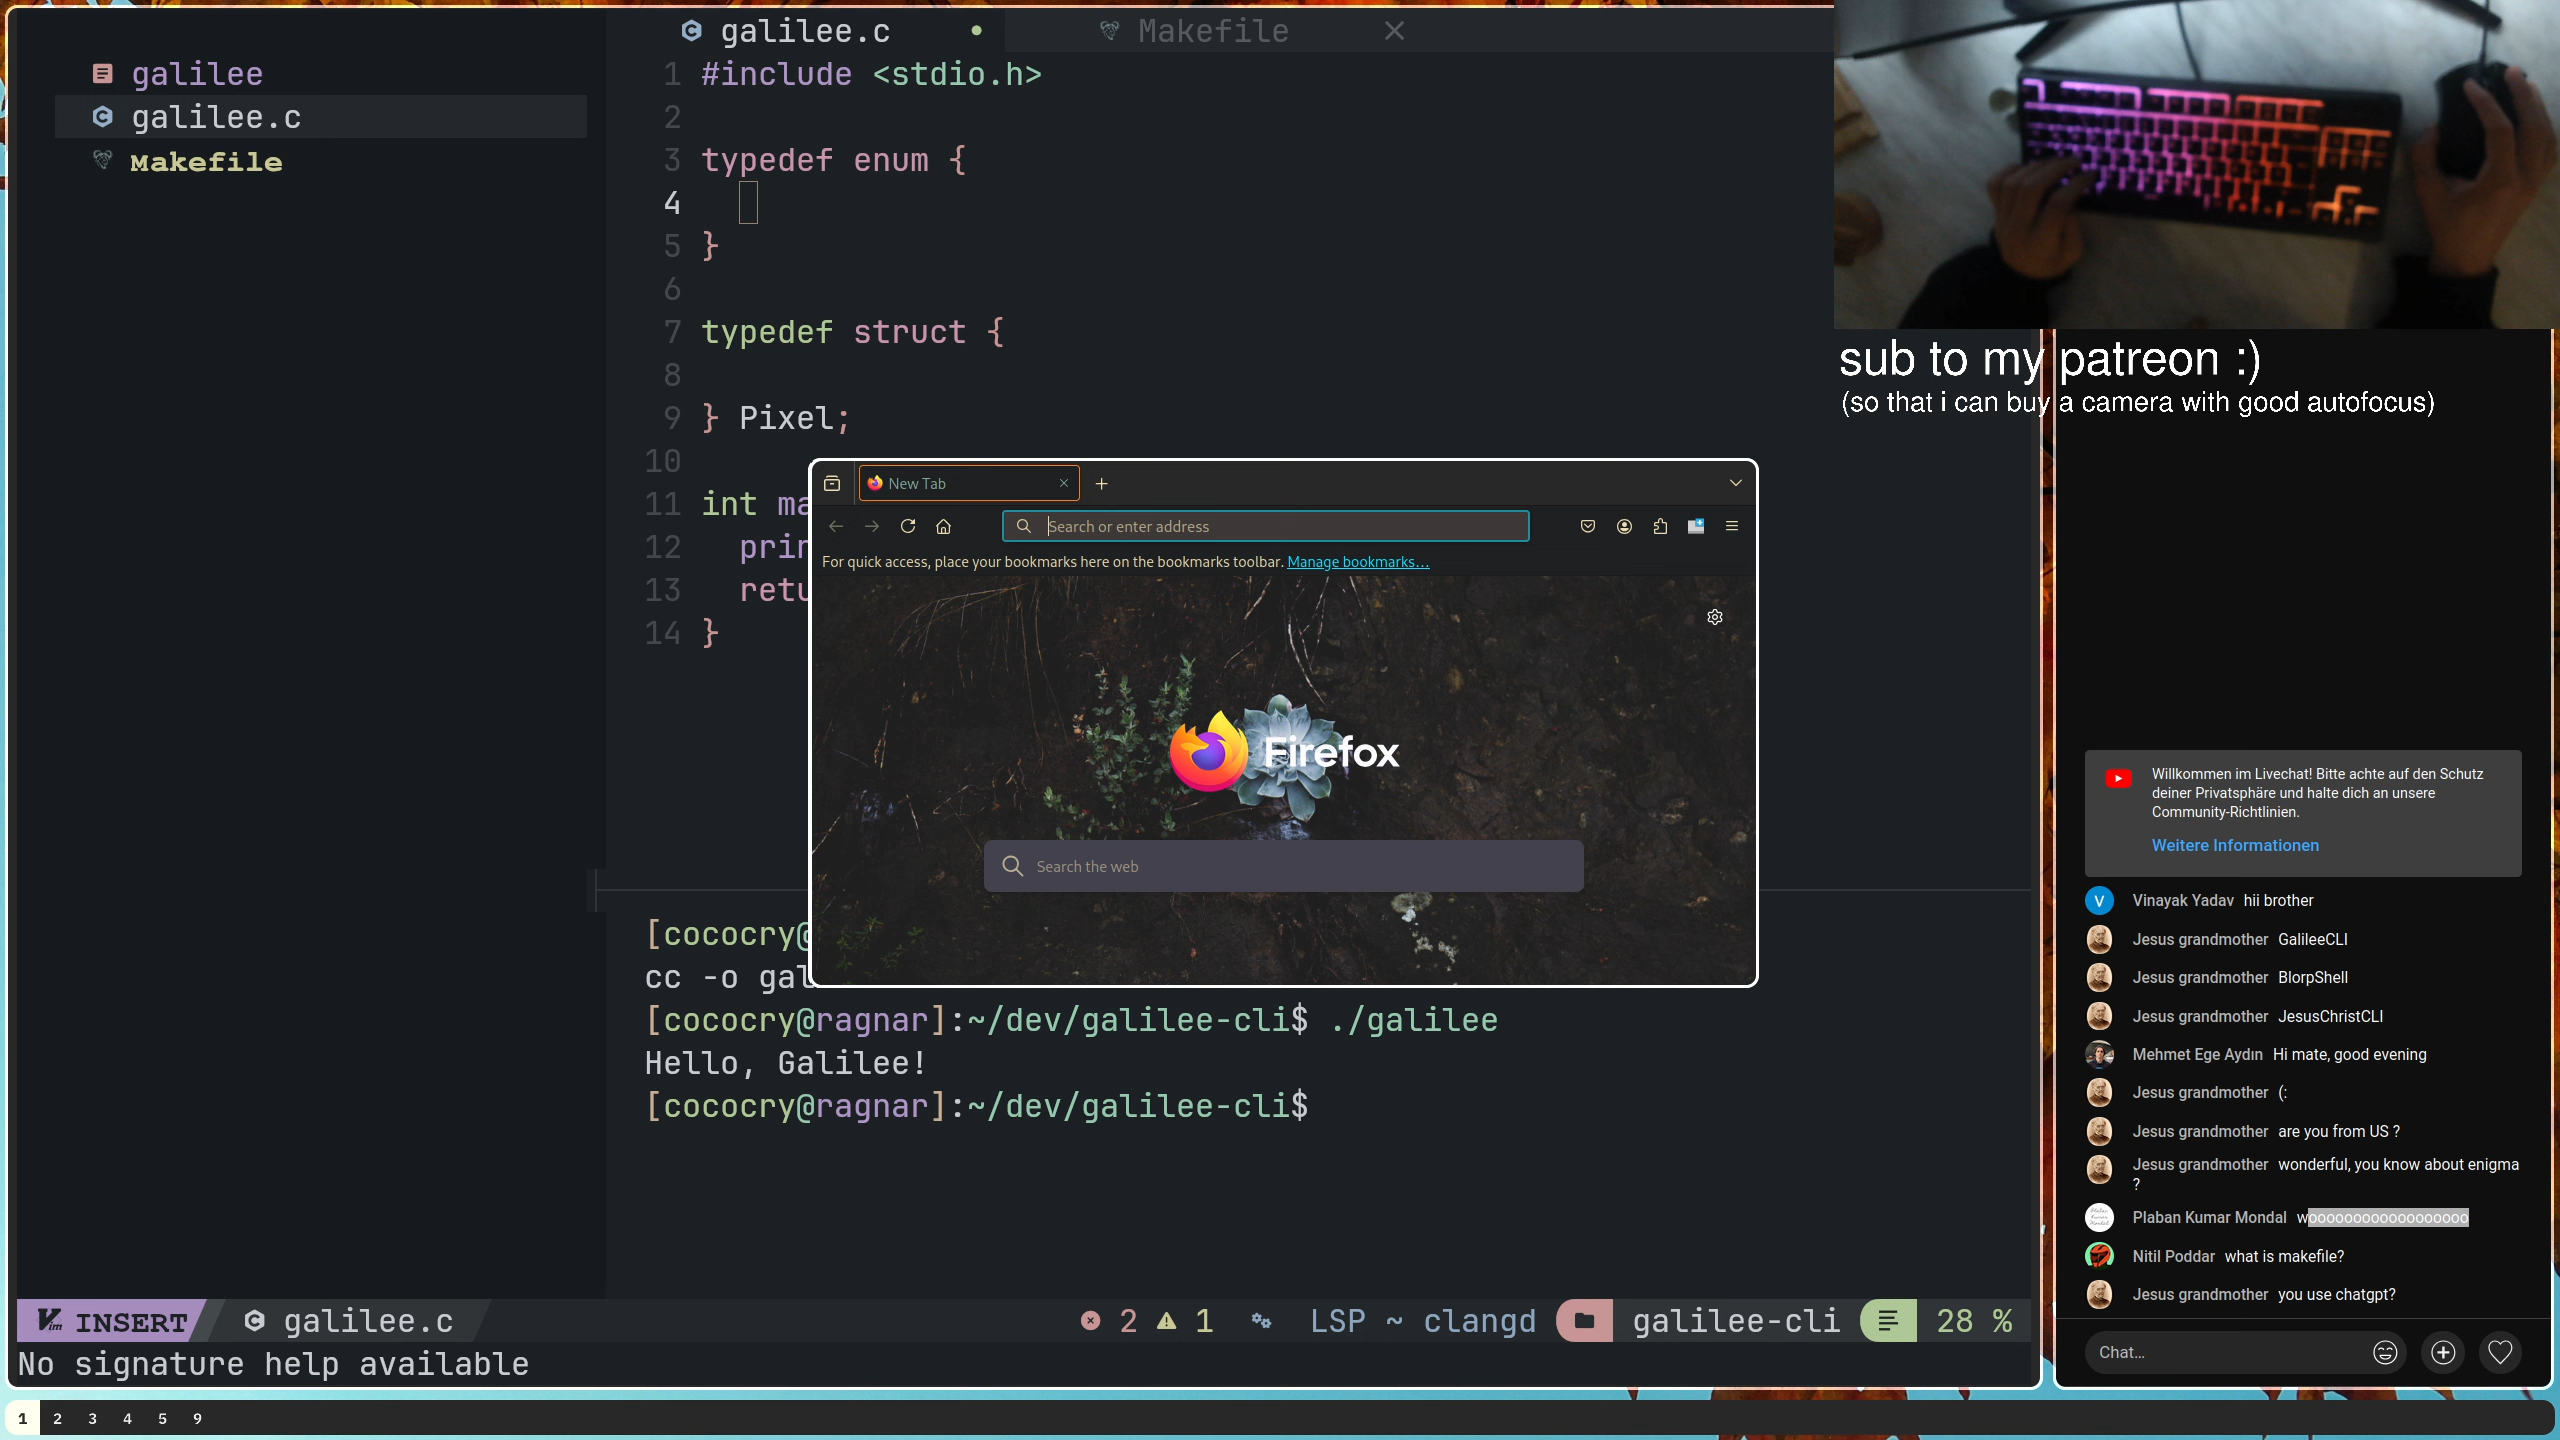 galilee
galilee.c
Makefile
galilee.c
Makefile
1 #include <stdio.h>
2
3 typedef enum {
4
5 }
6
7 typedef struct {
8
9 } Pixel;
10
11 int ma
12 prin
13 retu
14 }
New Tab
Search or enter address
For quick access, place your bookmarks here on the bookmarks toolbar. Manage bookmarks...
Firefox
Search the web
[cococry@
cc -o gal
[cococry@ragnar]:~/dev/galilee-cli$ ./galilee
Hello, Galilee!
[cococry@ragnar]:~/dev/galilee-cli$
INSERT galilee.c 2 1 LSP ~ clangd galilee-cli 28 %
No signature help available
1 2 3 4 5 9
sub to my patreon :)
(so that i can buy a camera with good autofocus)
Willkommen im Livechat! Bitte achte auf den Schutz
deiner Privatsphäre und halte dich an unsere
Community-Richtlinien.
Weitere Informationen
V Vinayak Yadav hii brother
Jesus grandmother GalileeCLI
Jesus grandmother BlorpShell
Jesus grandmother JesusChristCLI
Mehmet Ege Aydın Hi mate, good evening
Jesus grandmother (:
Jesus grandmother are you from US ?
Jesus grandmother wonderful, you know about enigma
?
Plaban Kumar Mondal woooooooooooooooooo
Nitil Poddar what is makefile?
Jesus grandmother you use chatgpt?
Chat...